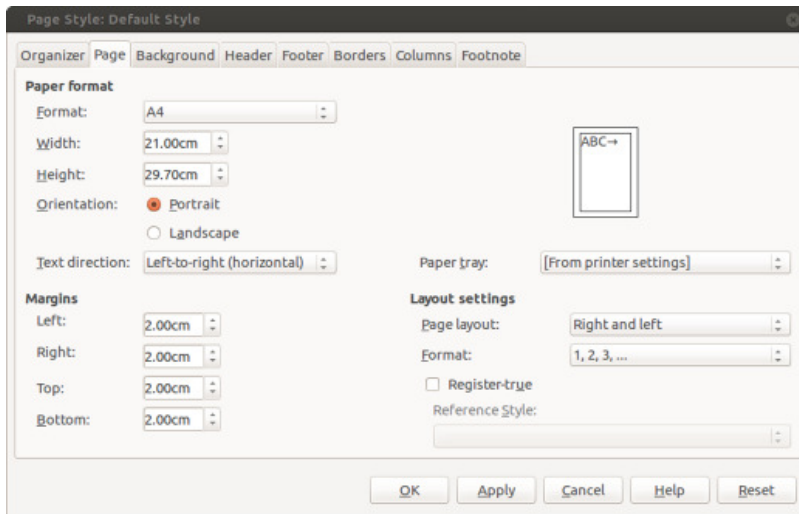 Page Style: Default Style
Organizer Page Background Header Footer Borders Columns Footnote
Paper format
Format: A4
Width: 21.00cm
ABC→
Height: 29.70cm
Orientation: Portrait
Landscape
Text direction: Left-to-right (horizontal) Paper tray: [From printer settings]
Margins Layout settings
Left: 2.00cm Page layout: Right and left
Right: 2.00cm Format: 1, 2, 3, ...
Top: 2.00cm Register-true
Reference Style:
Bottom: 2.00cm
OK Apply Cancel Help Reset